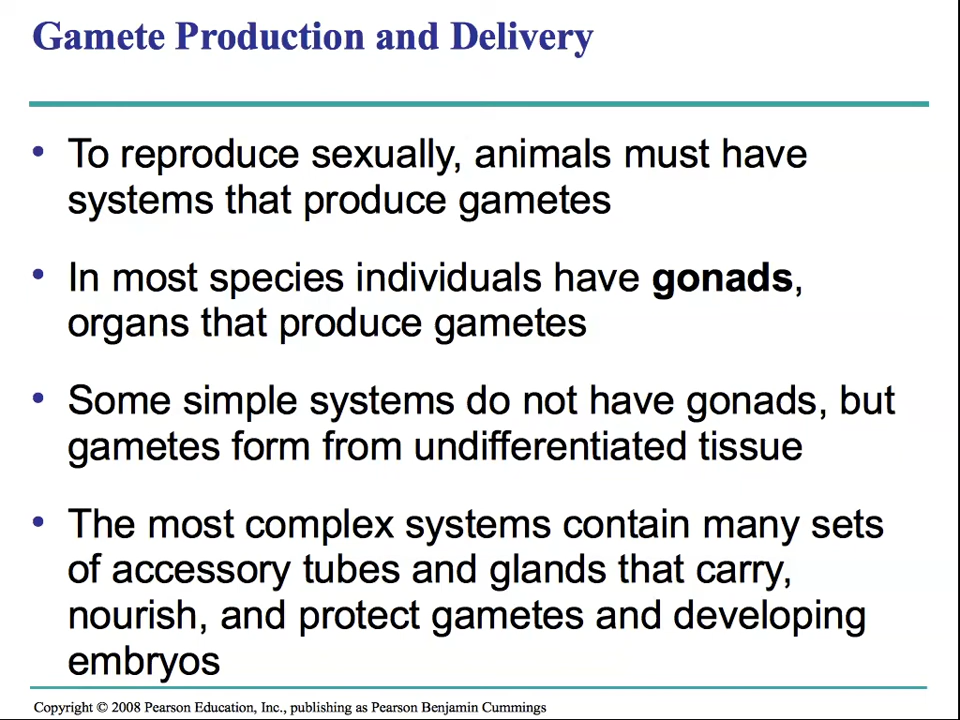 Gamete Production and Delivery
• To reproduce sexually, animals must have
systems that produce gametes
• In most species individuals have gonads,
organs that produce gametes
• Some simple systems do not have gonads, but
gametes form from undifferentiated tissue
• The most complex systems contain many sets
of accessory tubes and glands that carry,
nourish, and protect gametes and developing
embryos
Copyright © 2008 Pearson Education, Inc., publishing as Pearson Benjamin Cummings